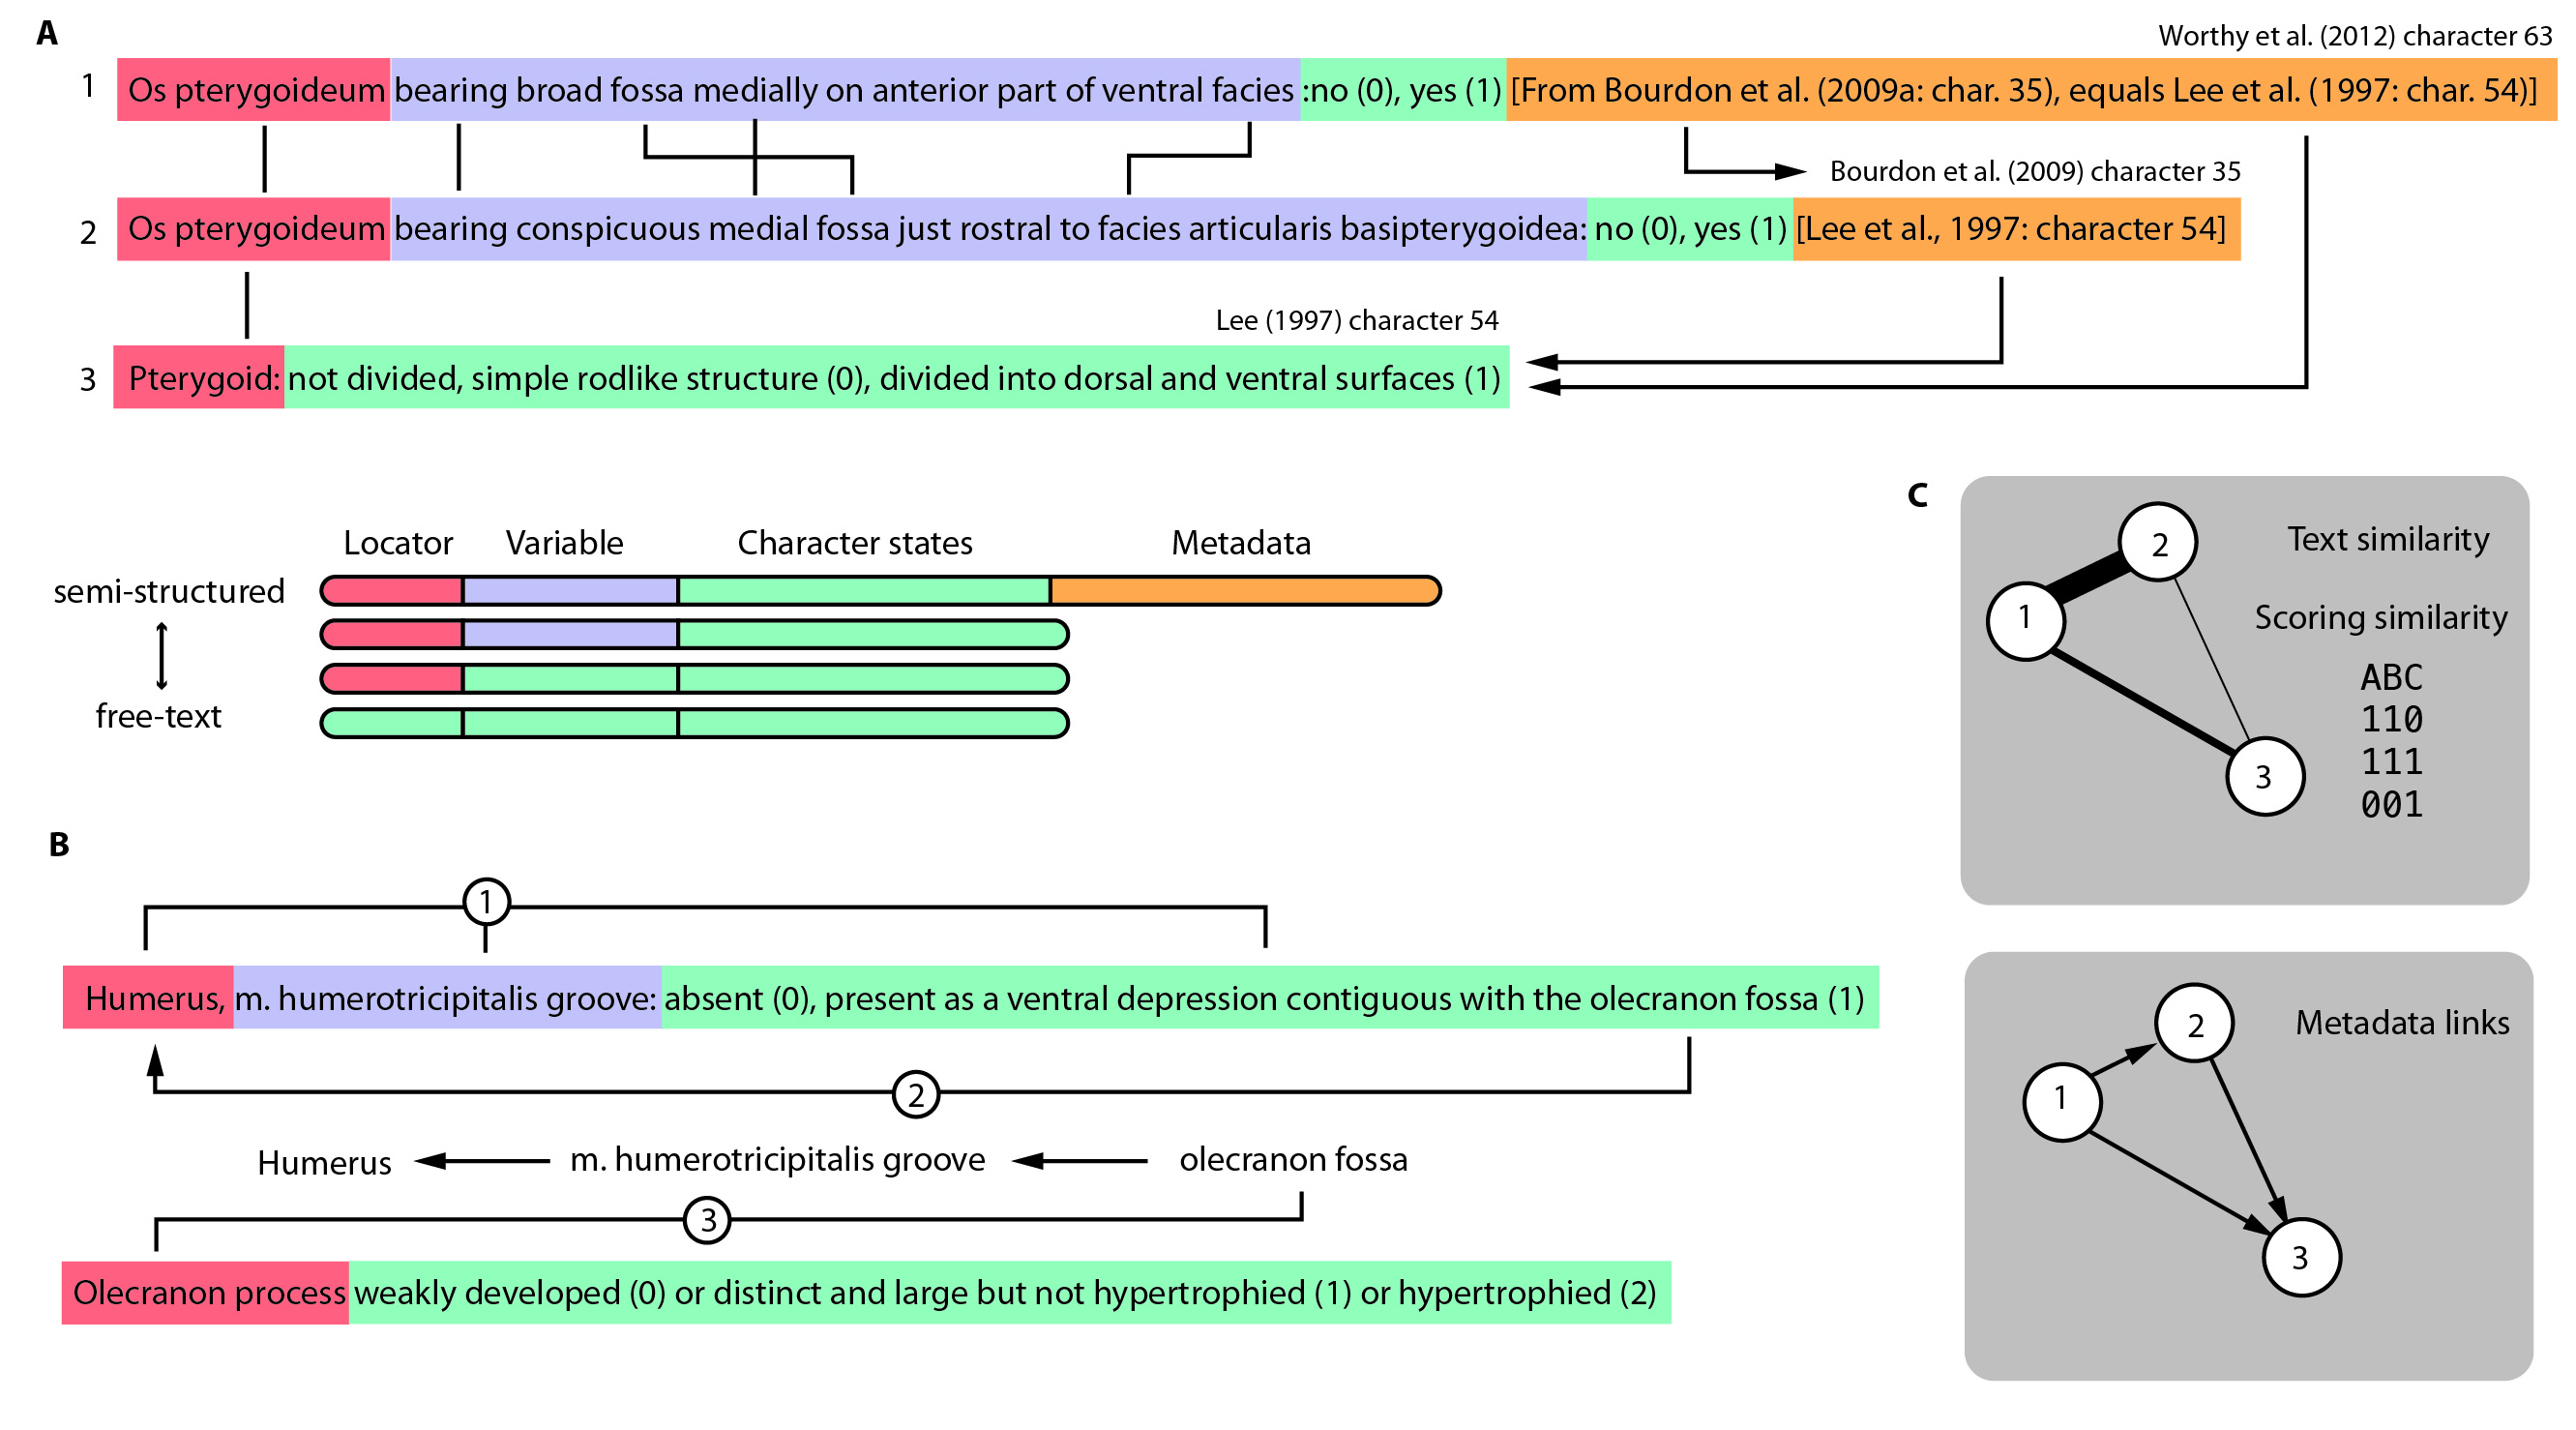 A
Worthy et al. (2012) character 63
1 Os pterygoideum bearing broad fossa medially on anterior part of ventral facies :no (0), yes (1) [From Bourdon et al. (2009a: char. 35), equals Lee et al. (1997: char. 54)]
Bourdon et al. (2009) character 35
2 Os pterygoideum bearing conspicuous medial fossa just rostral to facies articularis basipterygoidea: no (0), yes (1) [Lee et al., 1997: character 54]
Lee (1997) character 54
3 Pterygoid: not divided, simple rodlike structure (0), divided into dorsal and ventral surfaces (1)
Locator Variable Character states Metadata
semi-structured
free-text
B
1
Humerus, m. humerotricipitalis groove: absent (0), present as a ventral depression contiguous with the olecranon fossa (1)
2
Humerus m. humerotricipitalis groove olecranon fossa
3
Olecranon process weakly developed (0) or distinct and large but not hypertrophied (1) or hypertrophied (2)
C
2 Text similarity
1 Scoring similarity
ABC
110
111
3
001
2 Metadata links
1
3